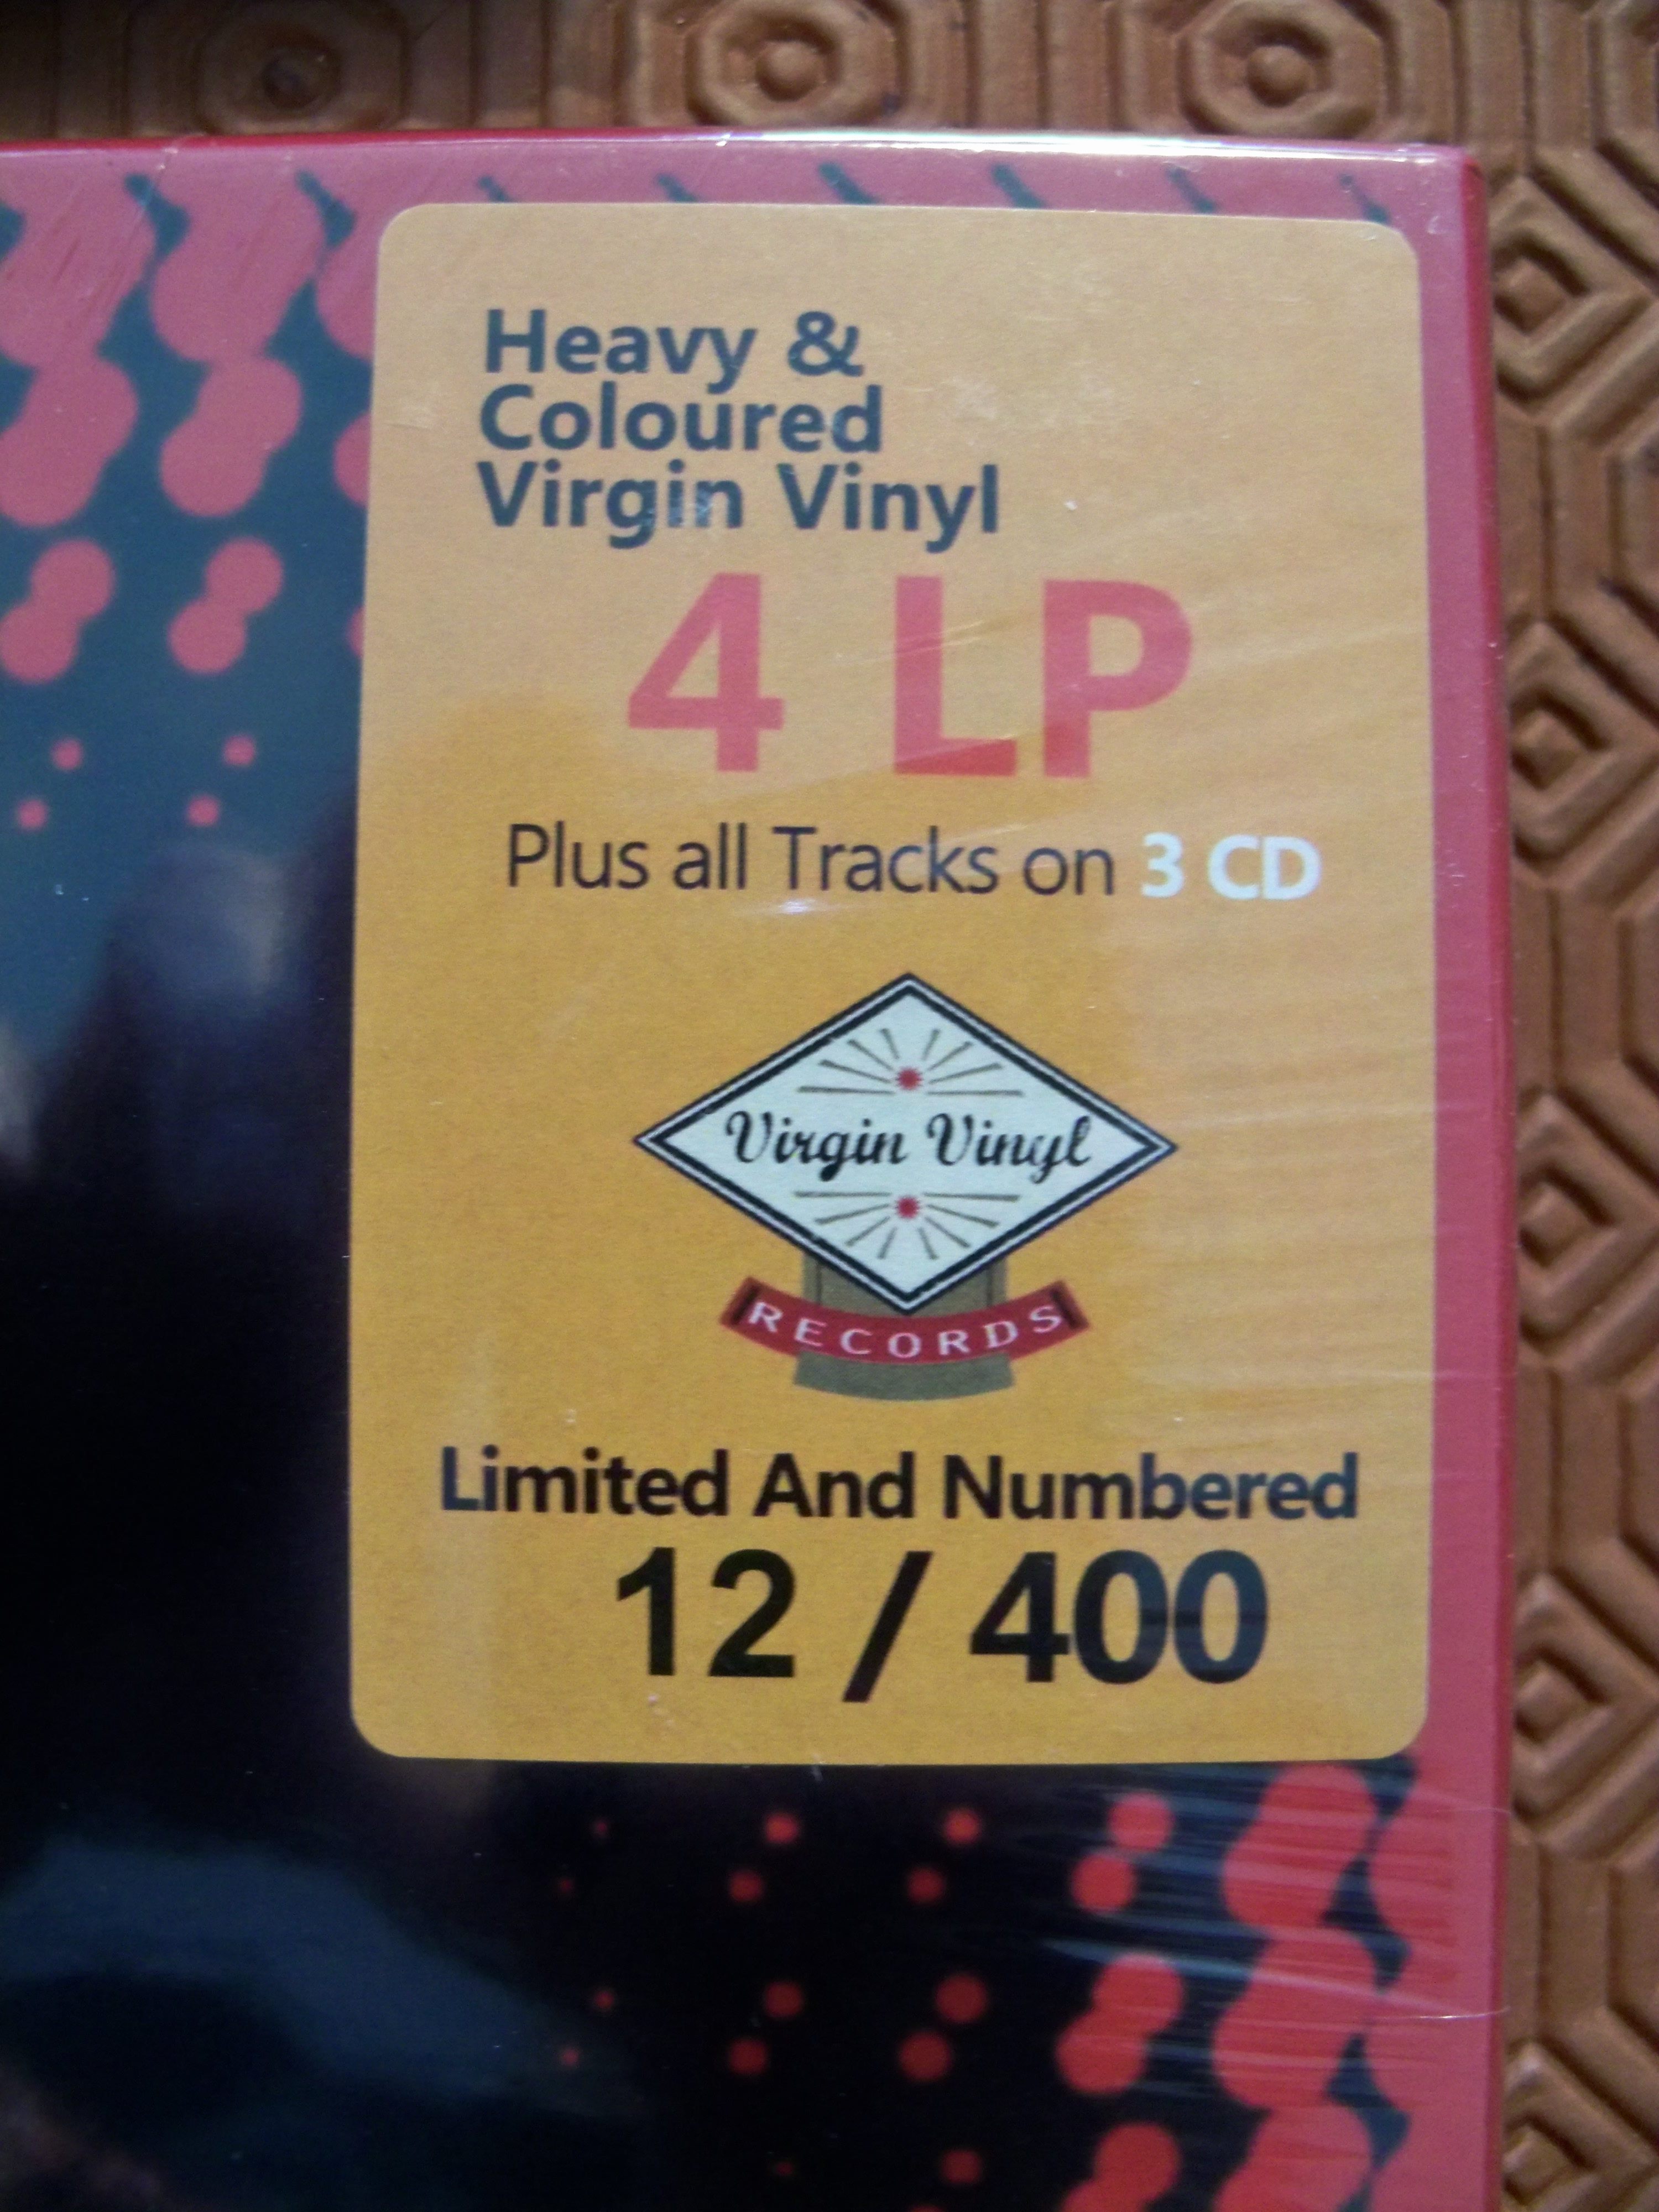 Heavy &
Coloured
Virgin Vinyl
4 LP
Plus all Tracks on 3 CD
Virgin Vinyl
RECORDS
Limited And Numbered
12 / 400